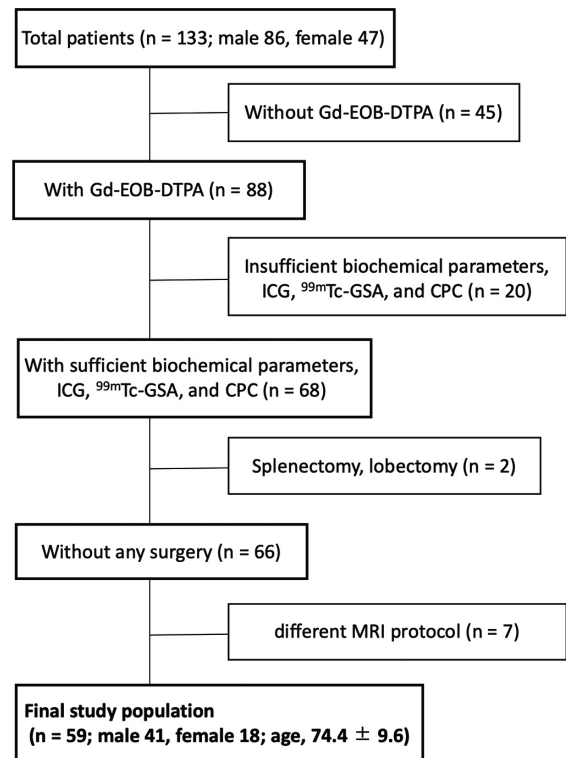 Total patients (n = 133; male 86, female 47)
Without Gd-EOB-DTPA (n = 45)
With Gd-EOB-DTPA (n = 88)
Insufficient biochemical parameters,
ICG, ⁹⁹ᵐTc-GSA, and CPC (n = 20)
With sufficient biochemical parameters,
ICG, ⁹⁹ᵐTc-GSA, and CPC (n = 68)
Splenectomy, lobectomy (n = 2)
Without any surgery (n = 66)
different MRI protocol (n = 7)
Final study population
(n = 59; male 41, female 18; age, 74.4 ± 9.6)